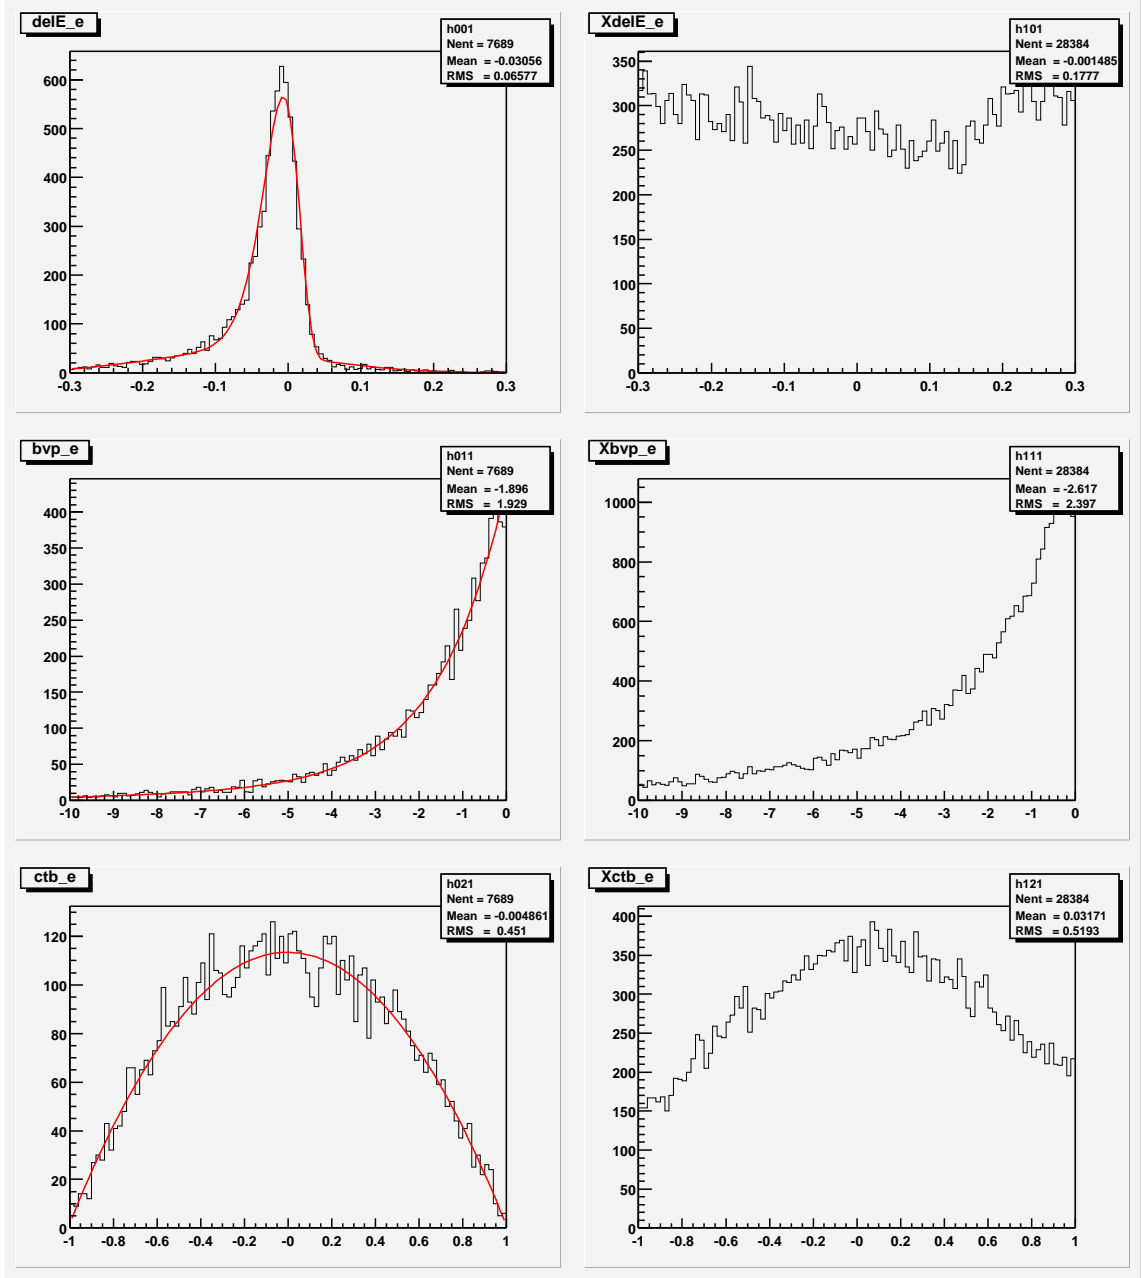 delE_e
h001
Nent = 7689
Mean = -0.03056
RMS = 0.06577
600
500
400
300
200
100
0
-0.3 -0.2 -0.1 0 0.1 0.2 0.3
XdelE_e
h101
Nent = 28384
Mean = -0.001485
RMS = 0.1777
350
300
250
200
150
100
50
0
-0.3 -0.2 -0.1 0 0.1 0.2 0.3
bvp_e
h011
Nent = 7689
Mean = -1.896
RMS = 1.929
400
350
300
250
200
150
100
50
0
-10 -9 -8 -7 -6 -5 -4 -3 -2 -1 0
Xbvp_e
h111
Nent = 28384
Mean = -2.617
RMS = 2.397
1000
800
600
400
200
0
-10 -9 -8 -7 -6 -5 -4 -3 -2 -1 0
ctb_e
h021
Nent = 7689
Mean = -0.004861
RMS = 0.451
120
100
80
60
40
20
0
-1 -0.8 -0.6 -0.4 -0.2 -0 0.2 0.4 0.6 0.8 1
Xctb_e
h121
Nent = 28384
Mean = 0.03171
RMS = 0.5193
400
350
300
250
200
150
100
50
0
-1 -0.8 -0.6 -0.4 -0.2 -0 0.2 0.4 0.6 0.8 1